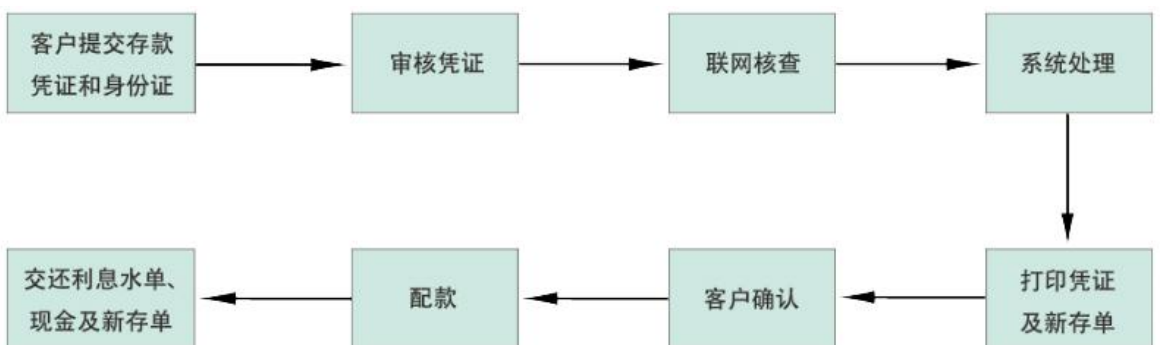 客户提交存款
凭证和身份证
审核凭证
联网核查
系统处理
打印凭证
及新存单
客户确认
配款
交还利息水单、
现金及新存单